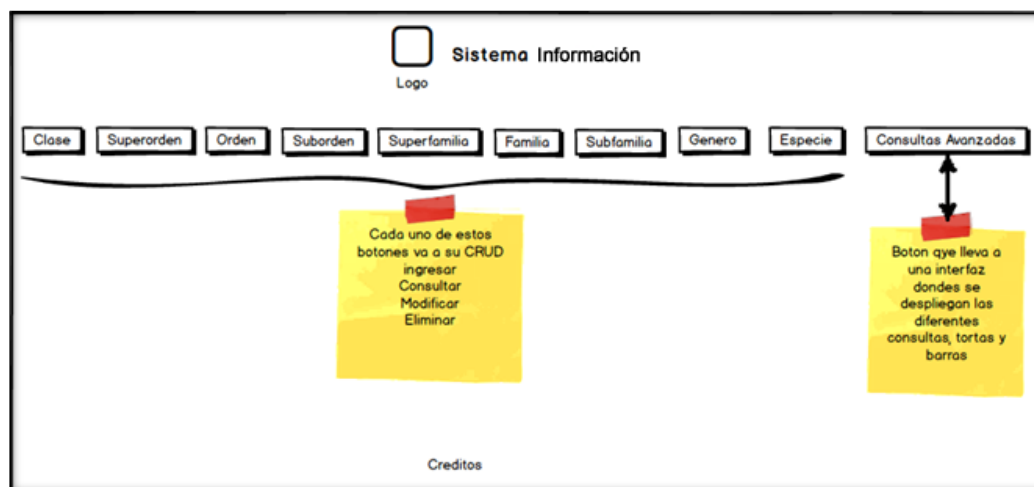 Sistema Información
Logo
Clase Superorden Orden Suborden Superfamilia Familia Subfamilia Genero Especie Consultas Avanzadas
Cada uno de estos
botones va a su CRUD
ingresar
Consultar
Modificar
Eliminar
Boton qye lleva a
una interfaz
dondes se
despliegan las
diferentes
consultas, tortas y
barras
Creditos